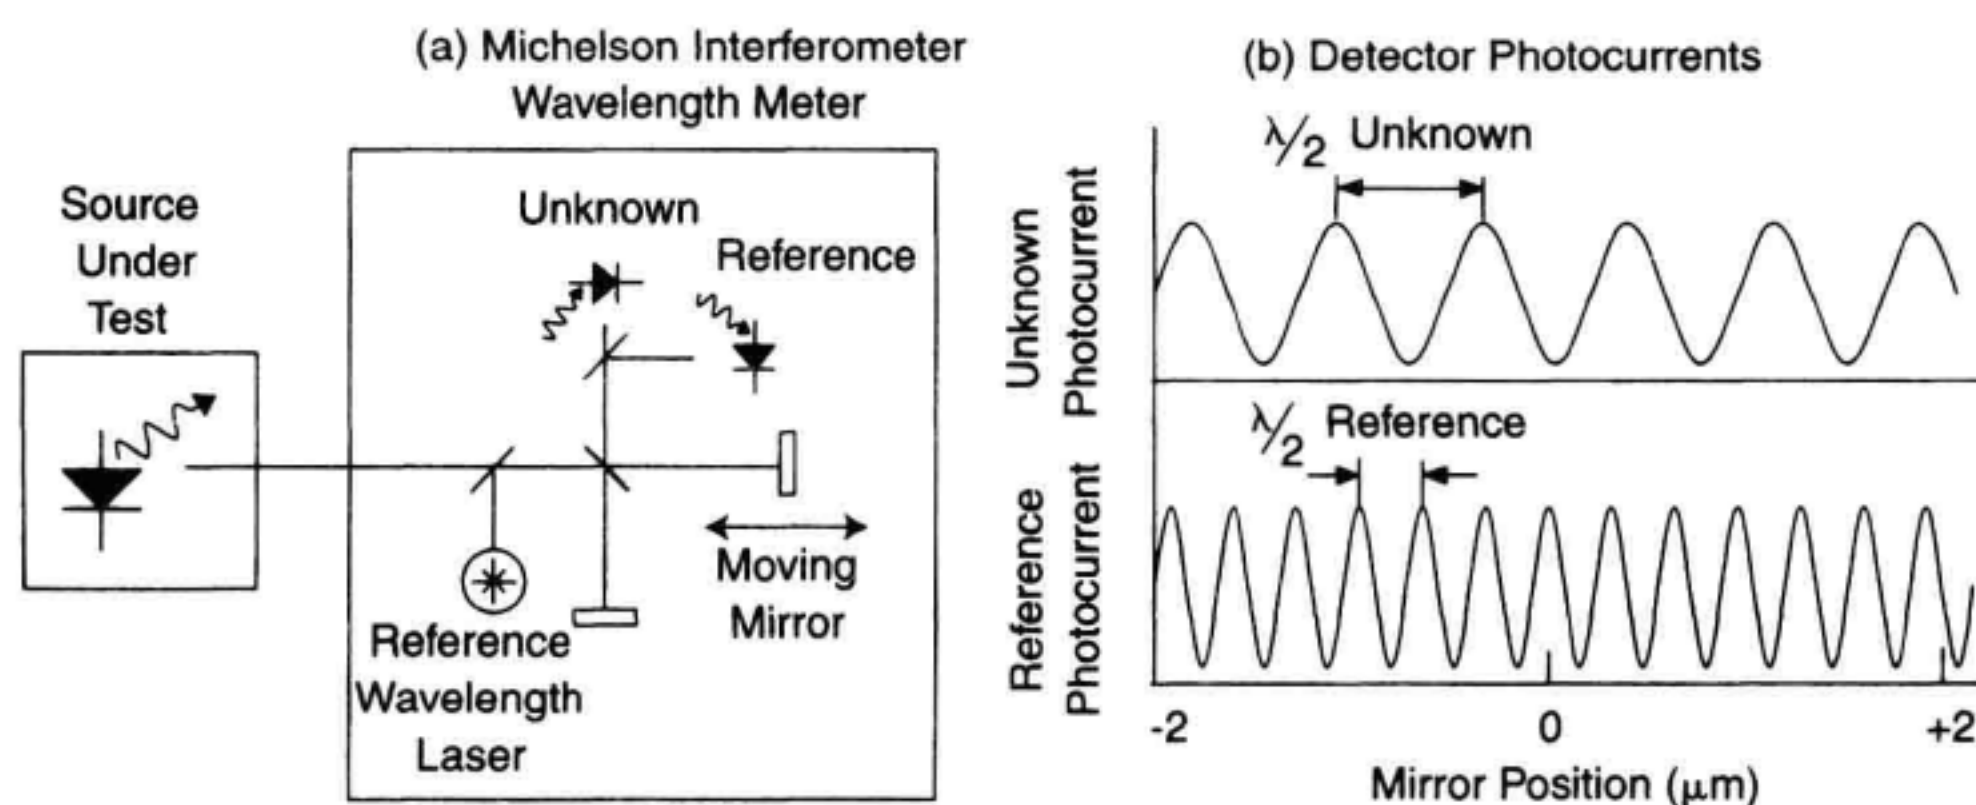 (a) Michelson Interferometer
Wavelength Meter
Source
Under
Test
Unknown
Reference
Moving
Mirror
Reference
Wavelength
Laser
(b) Detector Photocurrents
λ/2 Unknown
Unknown
Photocurrent
λ/2 Reference
Reference
Photocurrent
-2 0 +2
Mirror Position (μm)